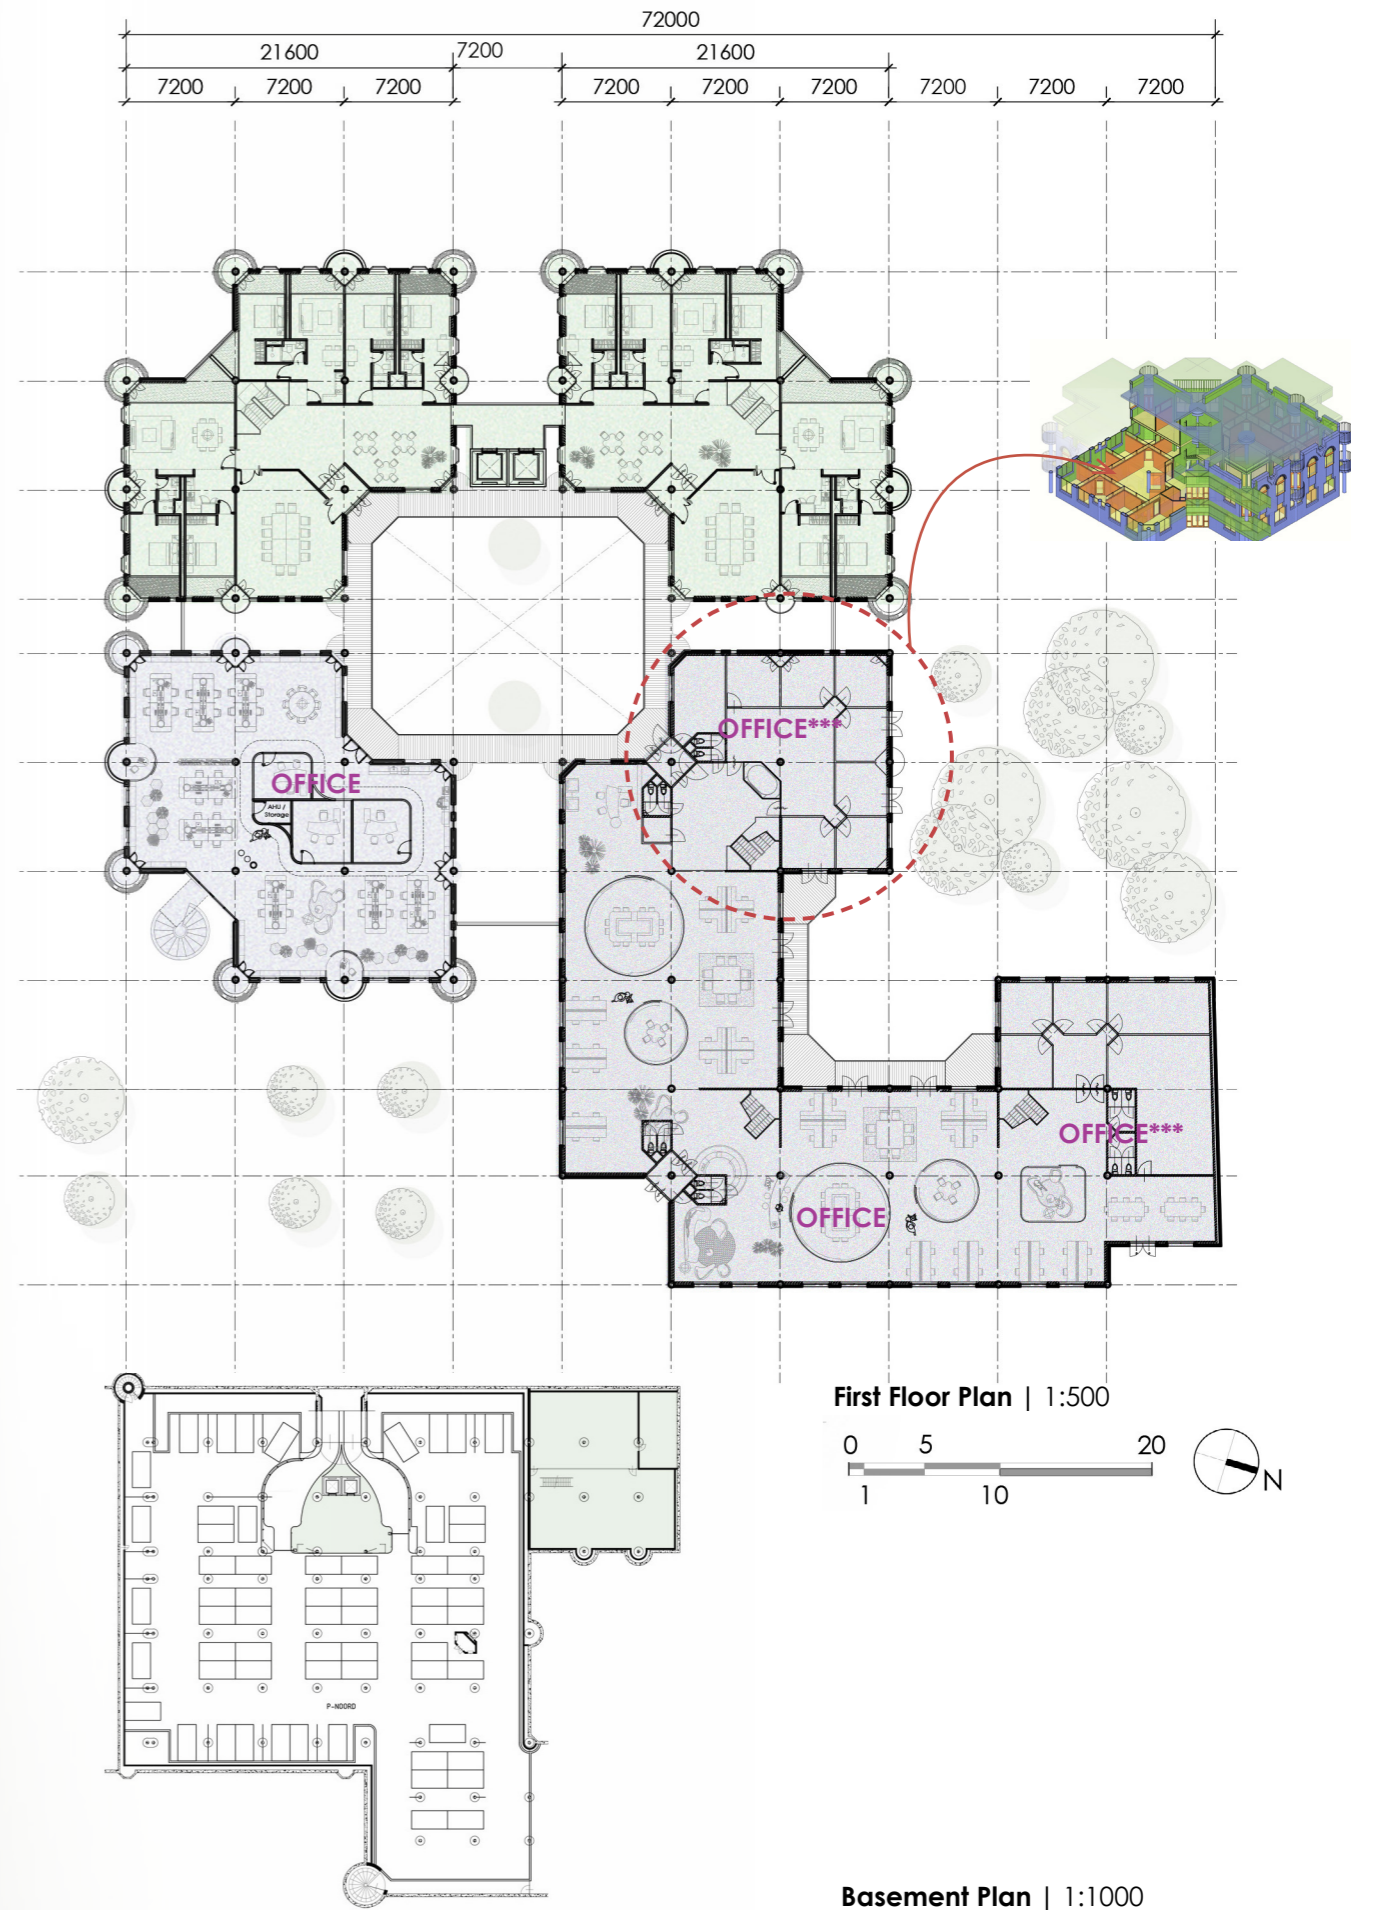 72000
21600 7200 21600
7200 7200 7200 7200 7200 7200 7200 7200 7200
OFFICE***
OFFICE
AHU /
Storage
OFFICE***
OFFICE
First Floor Plan | 1:500
0 5 20
1 10
N
P-NOORD
Basement Plan | 1:1000